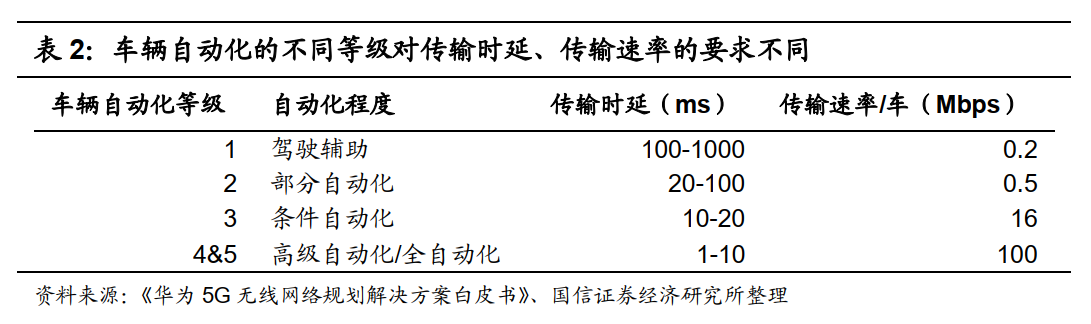 表 2：车辆自动化的不同等级对传输时延、传输速率的要求不同
车辆自动化等级 自动化程度 传输时延（ms） 传输速率/车（Mbps）
1 驾驶辅助 100-1000 0.2
2 部分自动化 20-100 0.5
3 条件自动化 10-20 16
4&5 高级自动化/全自动化 1-10 100
资料来源：《华为 5G 无线网络规划解决方案白皮书》、国信证券经济研究所整理